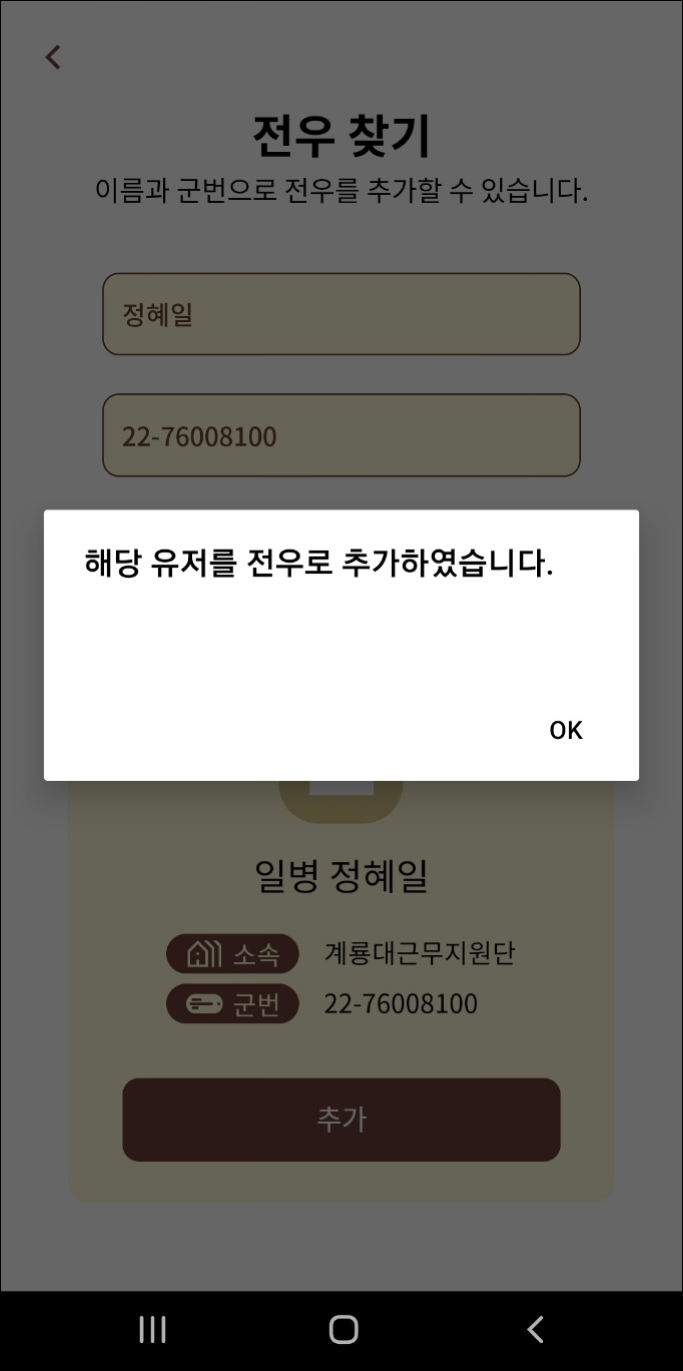 전우 찾기
이름과 군번으로 전우를 추가할 수 있습니다.
정혜일
22-76008100
해당 유저를 전우로 추가하였습니다.
OK
일병 정혜일
소속 계룡대근무지원단
군번 22-76008100
추가